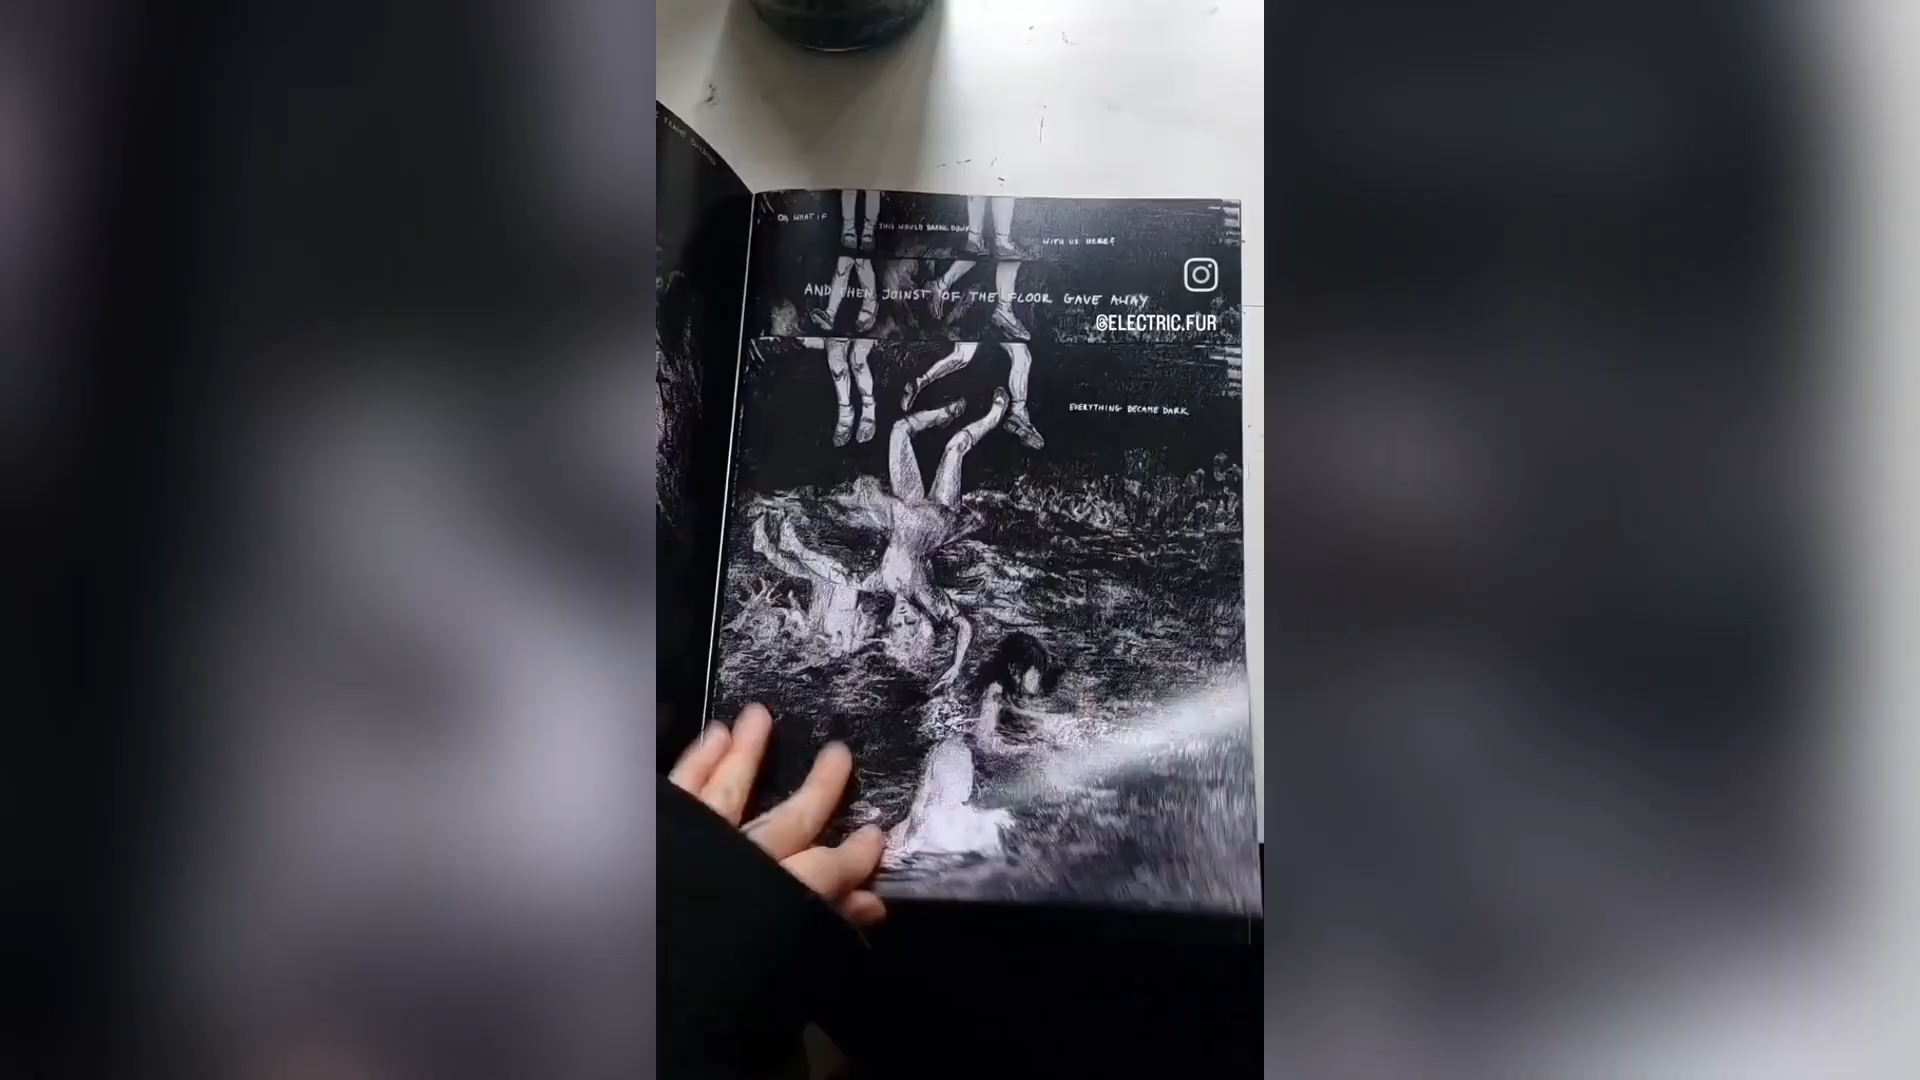 OR WHAT IF
THIS WOULD BREAK DOWN
WITH US HERE?
AND THEN JOINST OF THE FLOOR GAVE AWAY
@ELECTRIC.FUR
EVERYTHING BECAME DARK